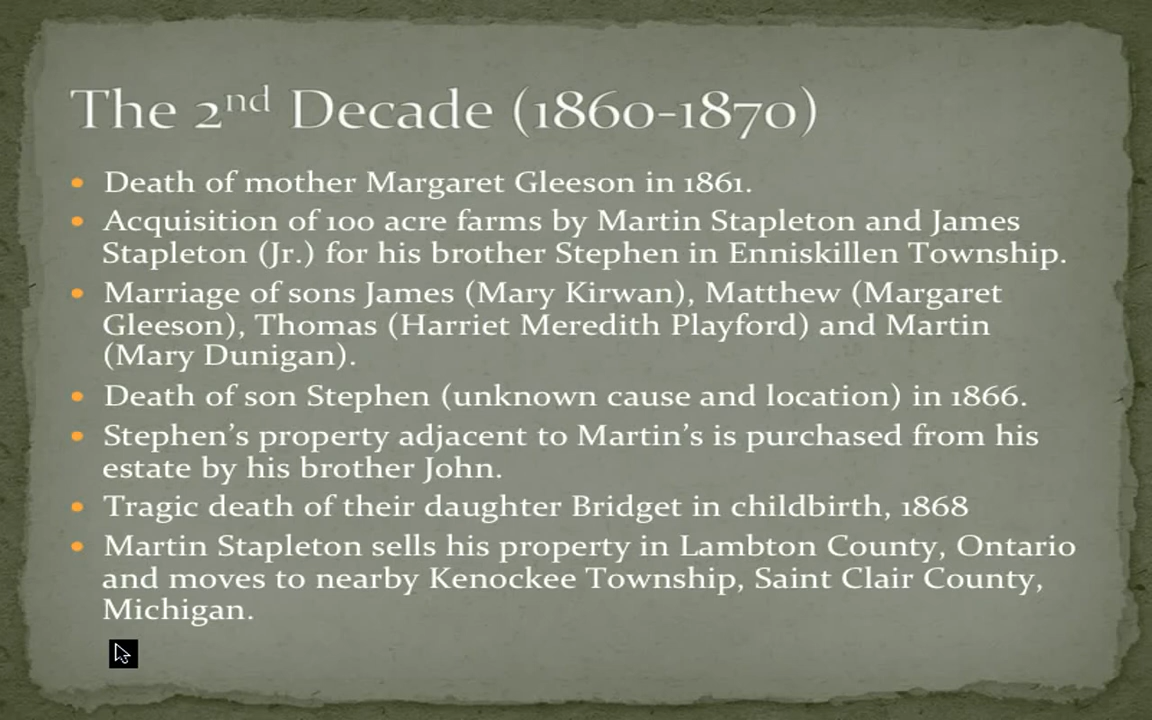 The 2nd Decade (1860-1870)
• Death of mother Margaret Gleeson in 1861.
• Acquisition of 100 acre farms by Martin Stapleton and James
Stapleton (Jr.) for his brother Stephen in Enniskillen Township.
• Marriage of sons James (Mary Kirwan), Matthew (Margaret
Gleeson), Thomas (Harriet Meredith Playford) and Martin
(Mary Dunigan).
• Death of son Stephen (unknown cause and location) in 1866.
• Stephen’s property adjacent to Martin’s is purchased from his
estate by his brother John.
• Tragic death of their daughter Bridget in childbirth, 1868
• Martin Stapleton sells his property in Lambton County, Ontario
and moves to nearby Kenockee Township, Saint Clair County,
Michigan.